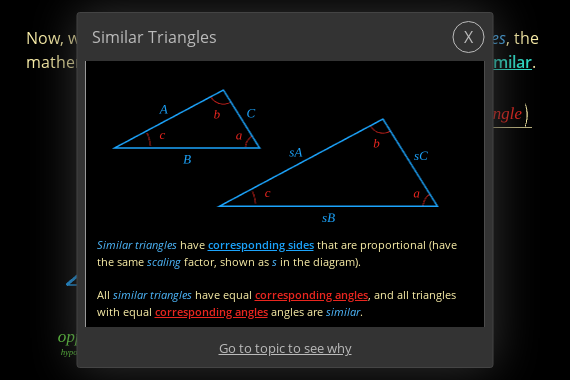 Similar Triangles
X
Now,
es, the
mathe
milar.
ngle)
A
C
b
c
a
B
sA
sC
b
c
a
sB
Similar triangles have corresponding sides that are proportional (have
the same scaling factor, shown as s in the diagram).
All similar triangles have equal corresponding angles, and all triangles
with equal corresponding angles angles are similar.
opp
hypo
Go to topic to see why